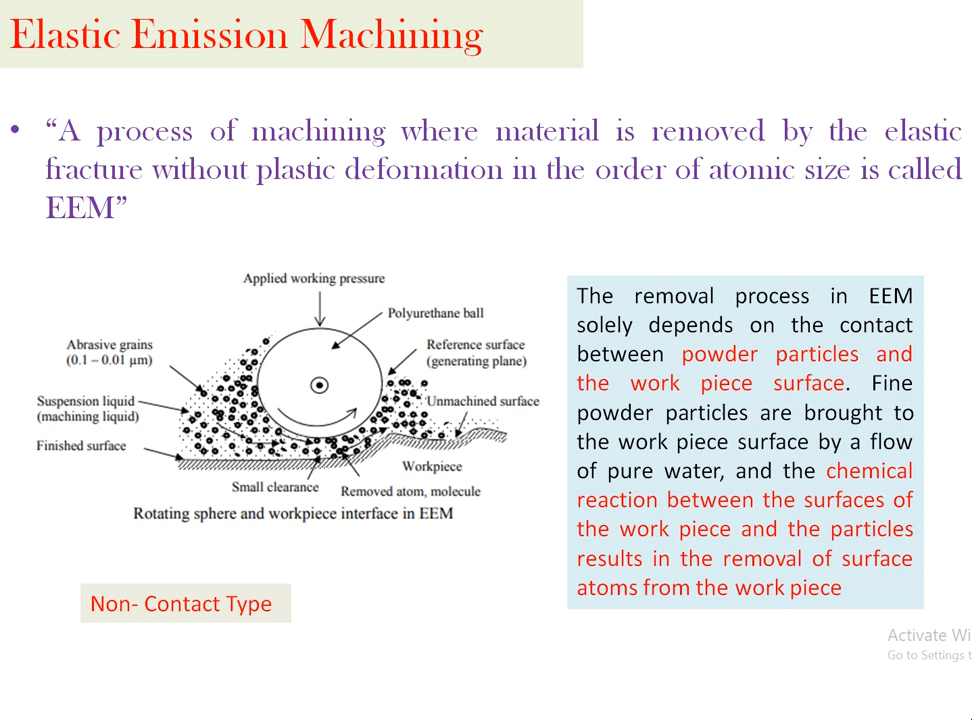 Elastic Emission Machining
• “A process of machining where material is removed by the elastic
fracture without plastic deformation in the order of atomic size is called
EEM”
Applied working pressure
Polyurethane ball
Abrasive grains
(0.1 – 0.01 µm)
Reference surface
(generating plane)
Suspension liquid
(machining liquid)
Unmachined surface
Finished surface
Workpiece
Small clearance
Removed atom, molecule
Rotating sphere and workpiece interface in EEM
The removal process in EEM
solely depends on the contact
between powder particles and
the work piece surface. Fine
powder particles are brought to
the work piece surface by a flow
of pure water, and the chemical
reaction between the surfaces of
the work piece and the particles
results in the removal of surface
atoms from the work piece
Non- Contact Type
Activate Wi
Go to Settings t